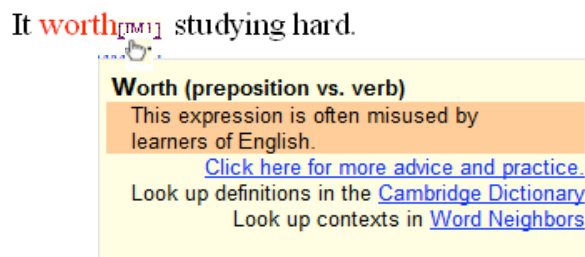 It worth[JM1] studying hard.
Worth (preposition vs. verb)
This expression is often misused by
learners of English.
Click here for more advice and practice.
Look up definitions in the Cambridge Dictionary
Look up contexts in Word Neighbors